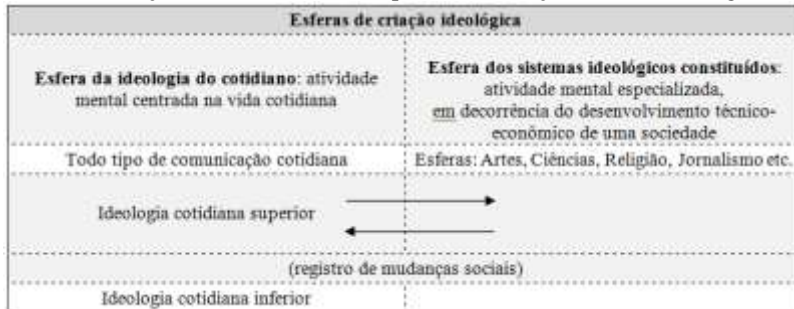 Esferas de criação ideológica
Esfera da ideologia do cotidiano: atividade
mental centrada na vida cotidiana
Esfera dos sistemas ideológicos constituídos:
atividade mental especializada,
em decorrência do desenvolvimento técnico-
econômico de uma sociedade
Todo tipo de comunicação cotidiana
Esferas: Artes, Ciências, Religião, Jornalismo etc.
Ideologia cotidiana superior
(registro de mudanças sociais)
Ideologia cotidiana inferior